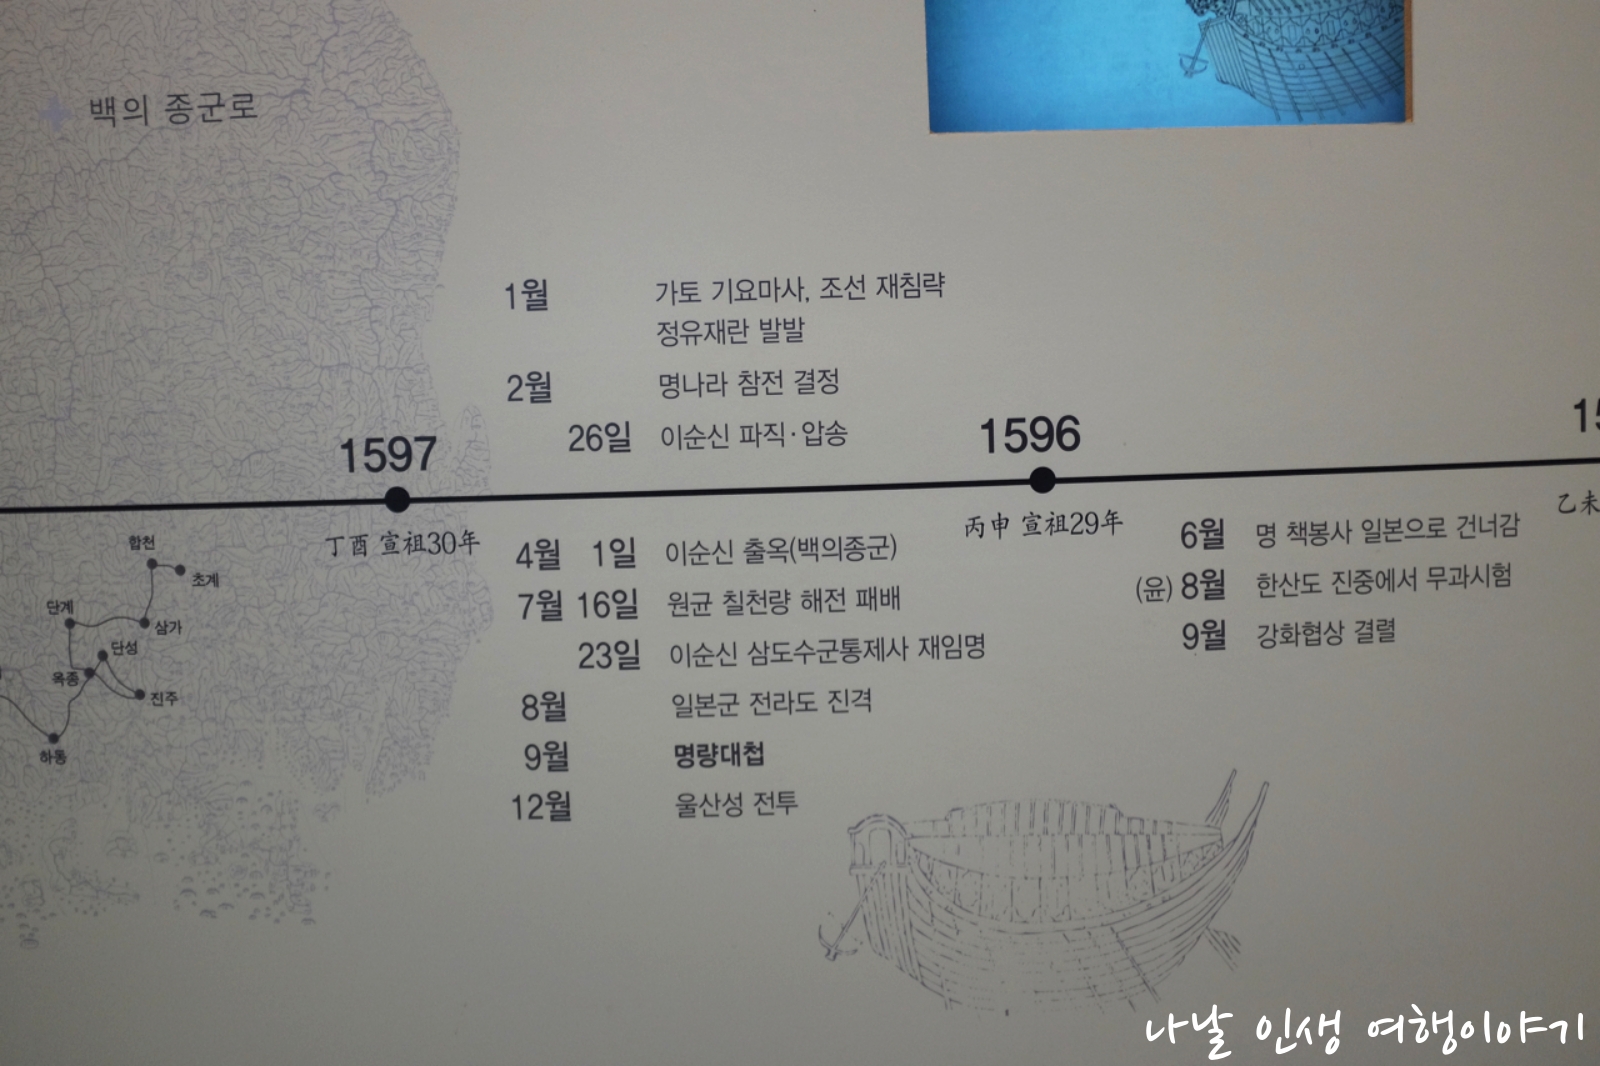 백의 종군로
1월 가토 기요마사, 조선 재침략
정유재란 발발
2월 명나라 참전 결정
26일 이순신 파직·압송
1597
丁酉 宣祖30年
4월 1일 이순신 출옥(백의종군)
7월 16일 원균 칠천량 해전 패배
23일 이순신 삼도수군통제사 재임명
8월 일본군 전라도 진격
9월 명량대첩
12월 울산성 전투
1596
丙申 宣祖29年
6월 명 책봉사 일본으로 건너감
(윤) 8월 한산도 진중에서 무과시험
9월 강화협상 결렬
15
乙未
합천
초계
단계
삼가
단성
옥종
진주
하동
나날 인생 여행이야기